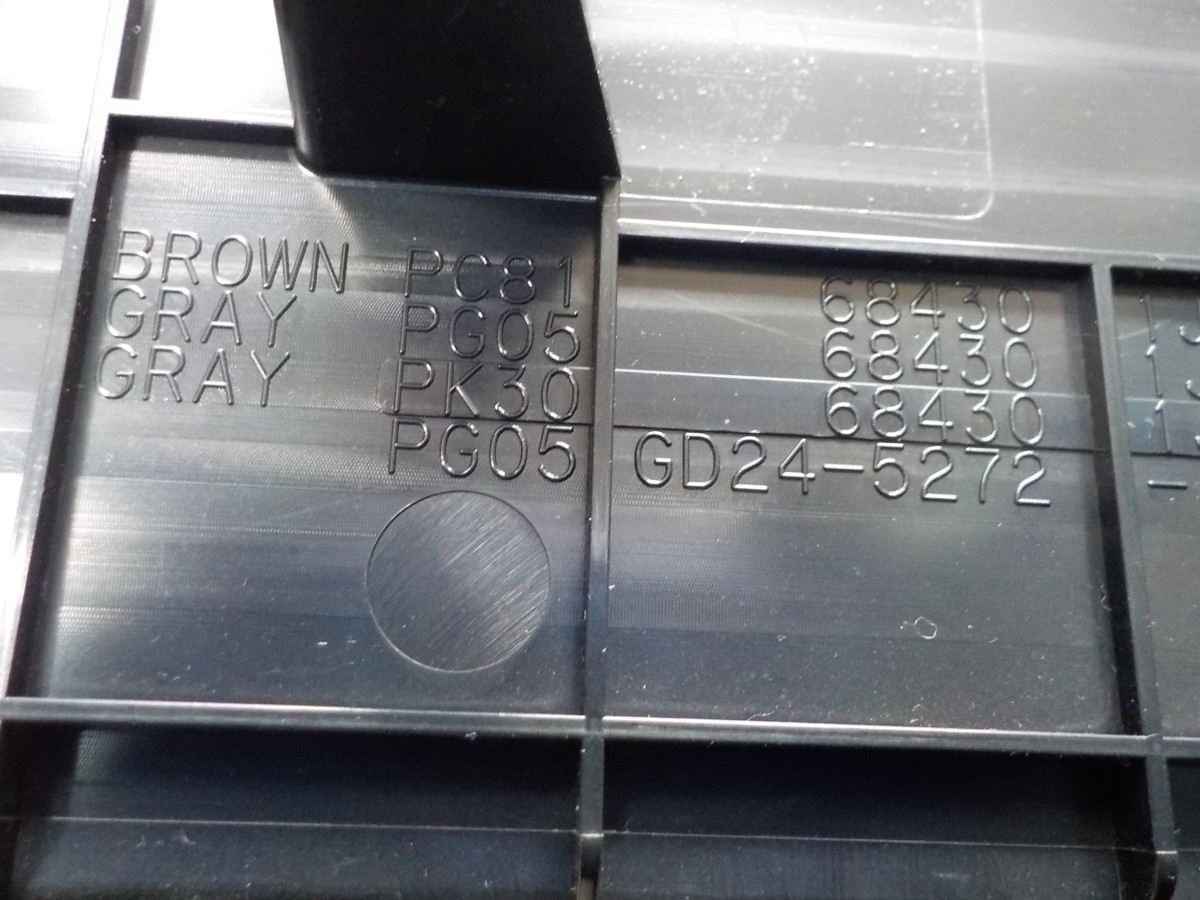 BROWN PC81 68430
GRAY PG05 68430
GRAY PK30 68430
PG05 GD24-5272 -